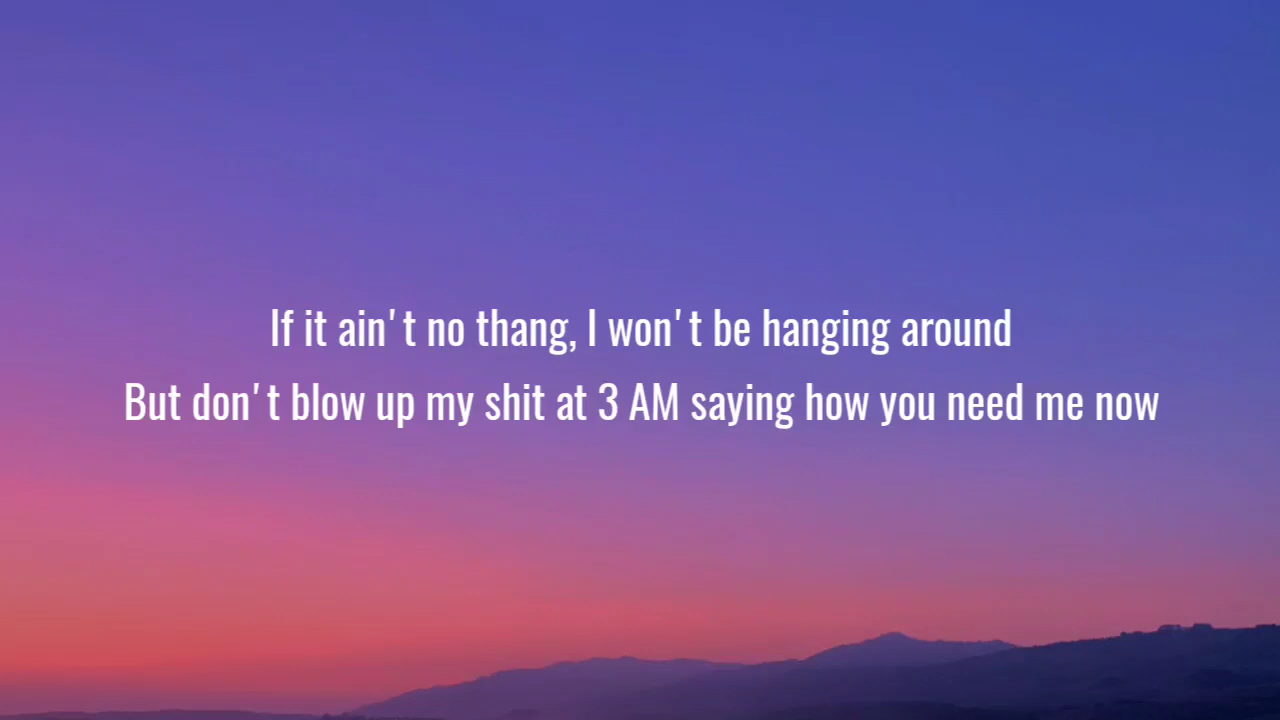 If it ain't no thang, I won't be hanging around
But don't blow up my shit at 3 AM saying how you need me now